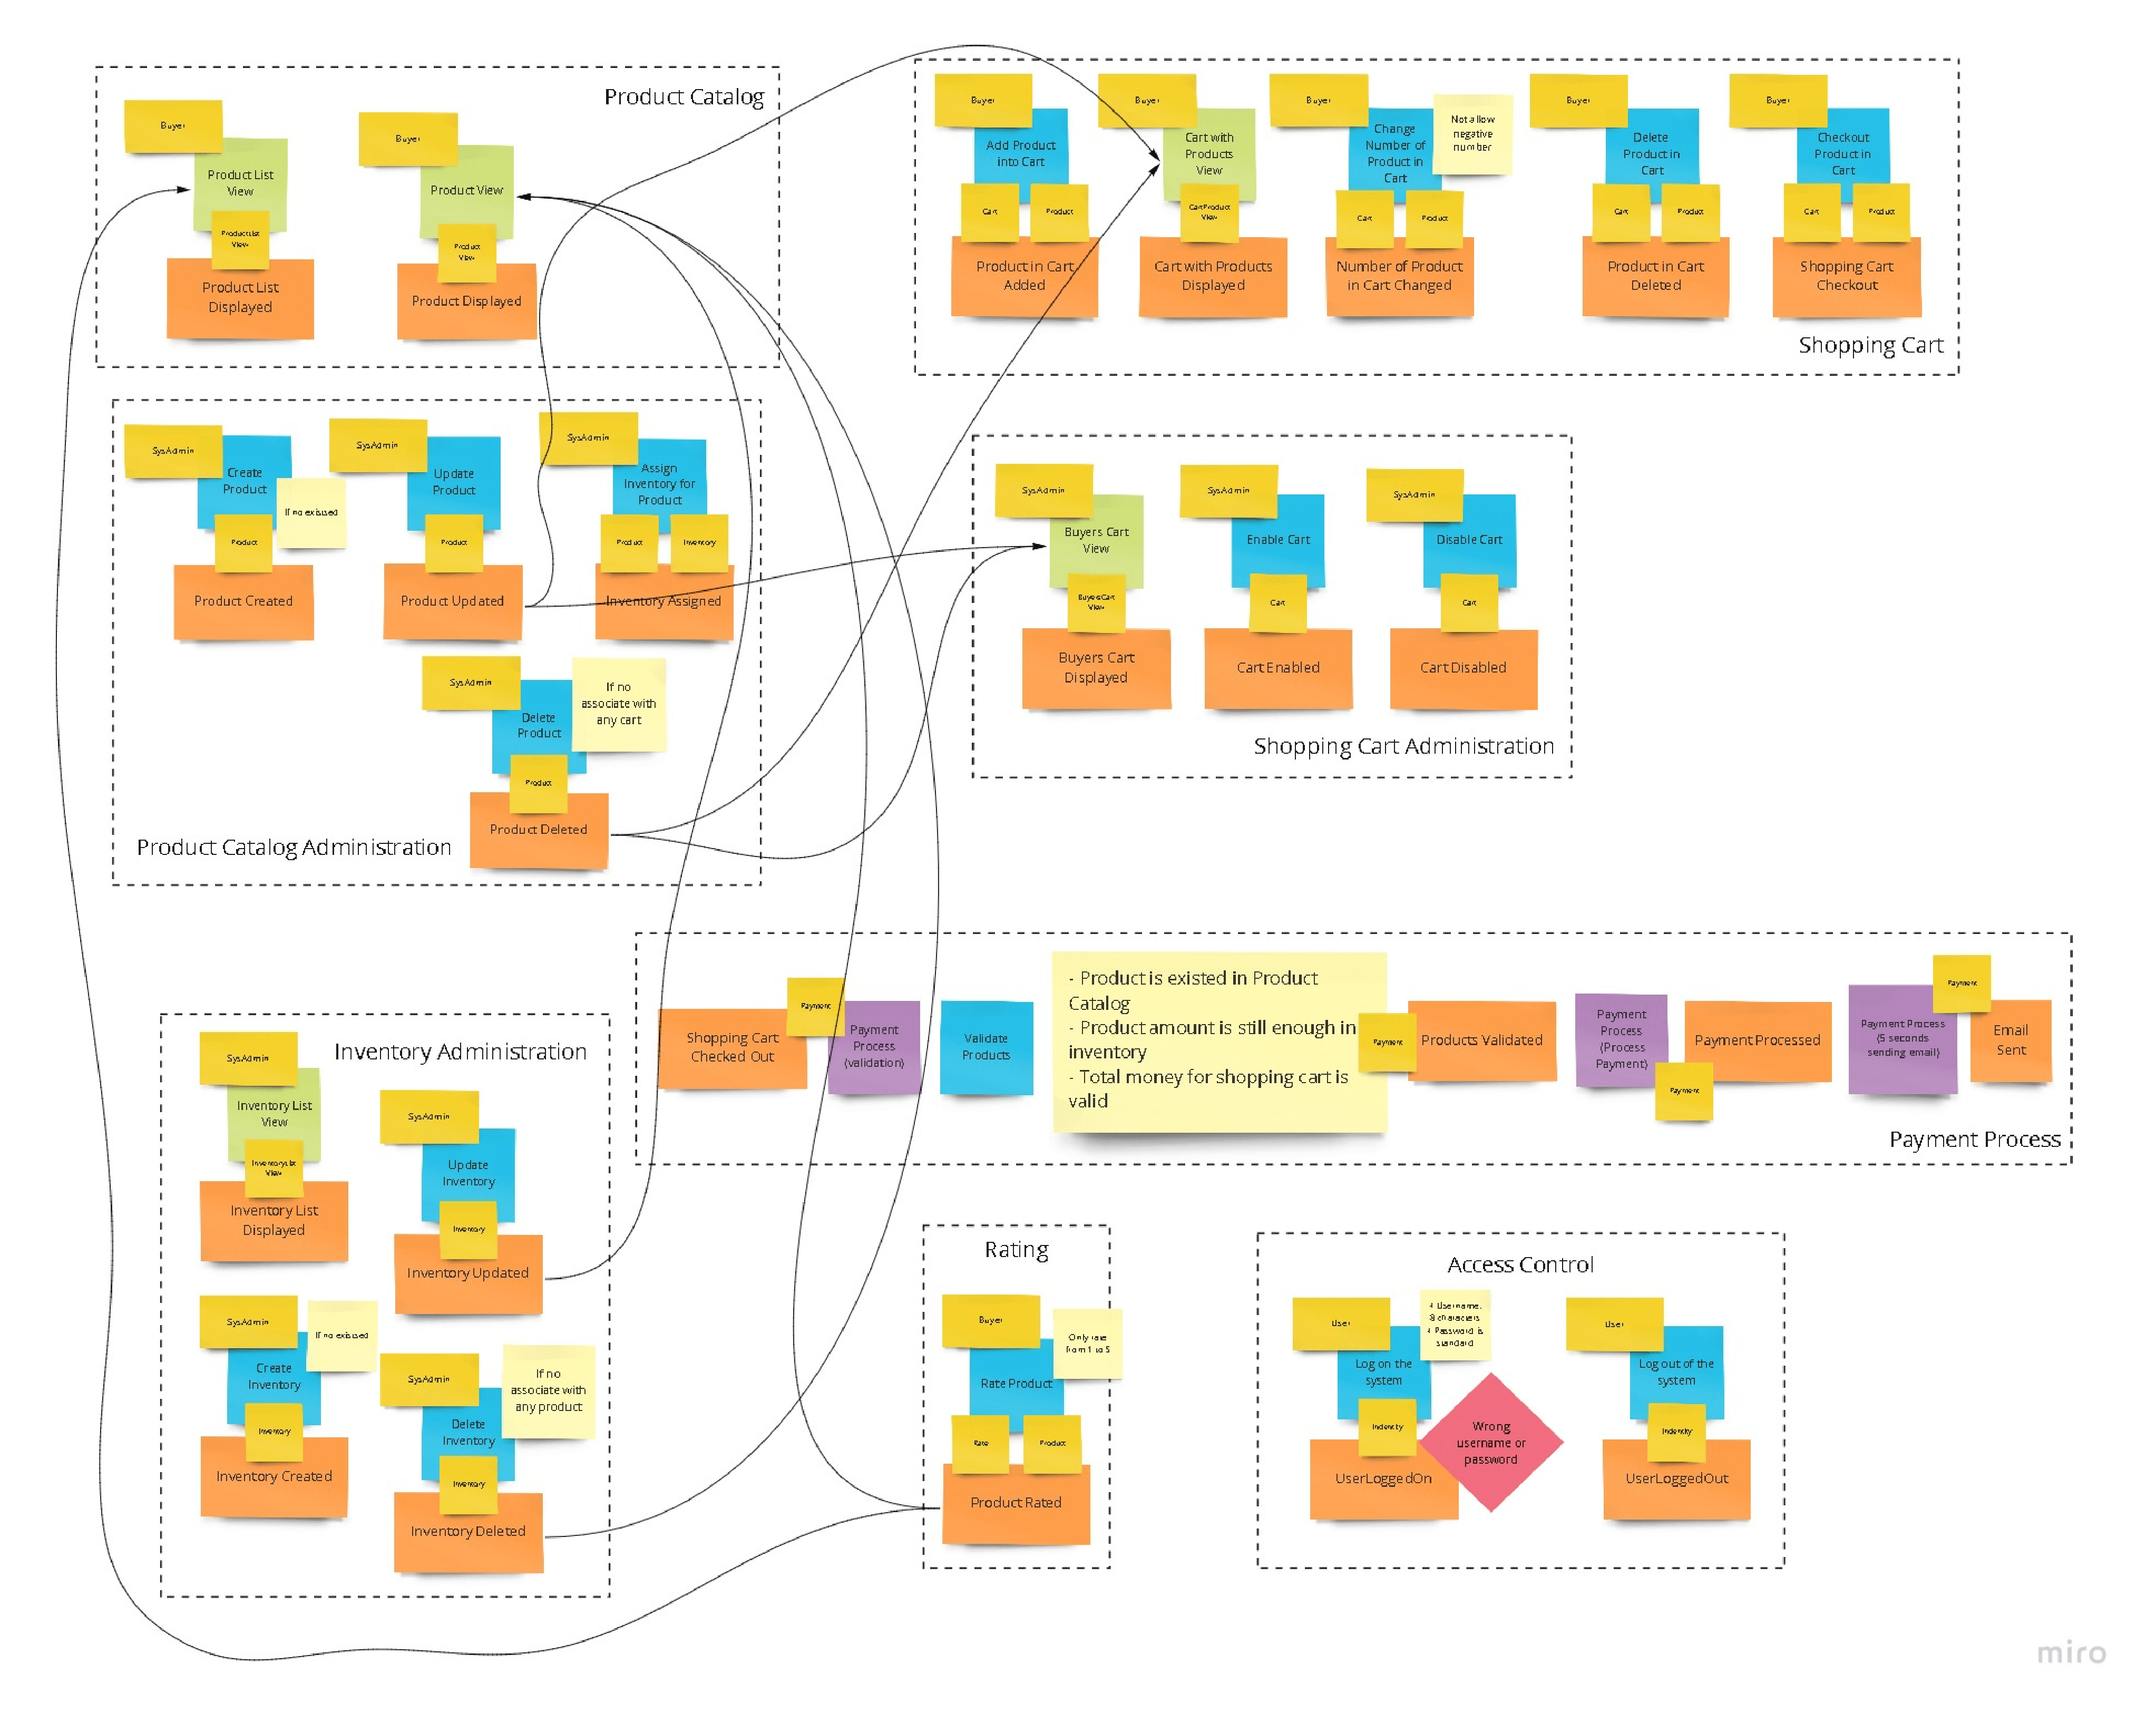 Product Catalog
Buyer
Product List
View
ProductList
View
Product List
Displayed
Buyer
Product View
Product
View
Product Displayed
Buyer
Add Product
into Cart
Cart
Product
Product in Cart
Added
Buyer
Cart with
Products
View
CartProduct
View
Cart with Products
Displayed
Buyer
Change
Number of
Product in
Cart
Not allow
negative
number
Cart
Product
Number of Product
in Cart Changed
Buyer
Delete
Product in
Cart
Cart
Product
Product in Cart
Deleted
Buyer
Checkout
Product in
Cart
Cart
Product
Shopping Cart
Checkout
Shopping Cart
SysAdmin
Create
Product
If no exisused
Product
Product Created
SysAdmin
Update
Product
Product
Product Updated
SysAdmin
Assign
Inventory for
Product
Product
Inventory
Inventory Assigned
SysAdmin
Delete
Product
If no
associate with
any cart
Product
Product Deleted
Product Catalog Administration
SysAdmin
Buyers Cart
View
BuyersCart
View
Buyers Cart
Displayed
SysAdmin
Enable Cart
Cart
Cart Enabled
SysAdmin
Disable Cart
Cart
Cart Disabled
Shopping Cart Administration
Shopping Cart
Checked Out
Payment
Payment
Process
(validation)
Validate
Products
- Product is existed in Product
Catalog
- Product amount is still enough in
inventory
- Total money for shopping cart is
valid
Payment
Products Validated
Payment
Process
(Process
Payment)
Payment
Payment Processed
Payment Process
(5 seconds
sending email)
Payment
Email
Sent
Payment Process
Inventory Administration
SysAdmin
Inventory List
View
InventoryList
View
Inventory List
Displayed
SysAdmin
Update
Inventory
Inventory
Inventory Updated
SysAdmin
If no exisused
Create
Inventory
Inventory
Inventory Created
SysAdmin
If no
associate with
any product
Delete
Inventory
Inventory
Inventory Deleted
Rating
Buyer
Only rate
from 1 to 5
Rate Product
Rate
Product
Product Rated
Access Control
User
Username:
8 characters
Password is
standard
Log on the
system
Indentity
Wrong
username or
password
UserLoggedOn
User
Log out of the
system
Indentity
UserLoggedOut
miro